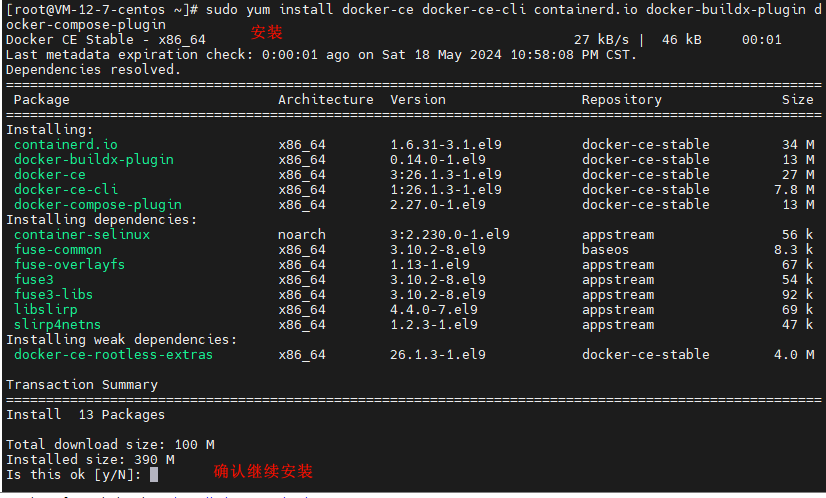 [root@VM-12-7-centos ~]# sudo yum install docker-ce docker-ce-cli containerd.io docker-buildx-plugin d
ocker-compose-plugin
Docker CE Stable - x86_64 安装 27 kB/s | 46 kB 00:01
Last metadata expiration check: 0:00:01 ago on Sat 18 May 2024 10:58:08 PM CST.
Dependencies resolved.
================================================================================
Package Architecture Version Repository Size
================================================================================
Installing:
containerd.io x86_64 1.6.31-3.1.el9 docker-ce-stable 34 M
docker-buildx-plugin x86_64 0.14.0-1.el9 docker-ce-stable 13 M
docker-ce x86_64 3:26.1.3-1.el9 docker-ce-stable 27 M
docker-ce-cli x86_64 1:26.1.3-1.el9 docker-ce-stable 7.8 M
docker-compose-plugin x86_64 2.27.0-1.el9 docker-ce-stable 13 M
Installing dependencies:
container-selinux noarch 3:2.230.0-1.el9 appstream 56 k
fuse-common x86_64 3.10.2-8.el9 baseos 8.3 k
fuse-overlayfs x86_64 1.13-1.el9 appstream 67 k
fuse3 x86_64 3.10.2-8.el9 appstream 54 k
fuse3-libs x86_64 3.10.2-8.el9 appstream 92 k
libslirp x86_64 4.4.0-7.el9 appstream 69 k
slirp4netns x86_64 1.2.3-1.el9 appstream 47 k
Installing weak dependencies:
docker-ce-rootless-extras x86_64 26.1.3-1.el9 docker-ce-stable 4.0 M
Transaction Summary
================================================================================
Install 13 Packages
Total download size: 100 M
Installed size: 390 M
Is this ok [y/N]: 确认继续安装